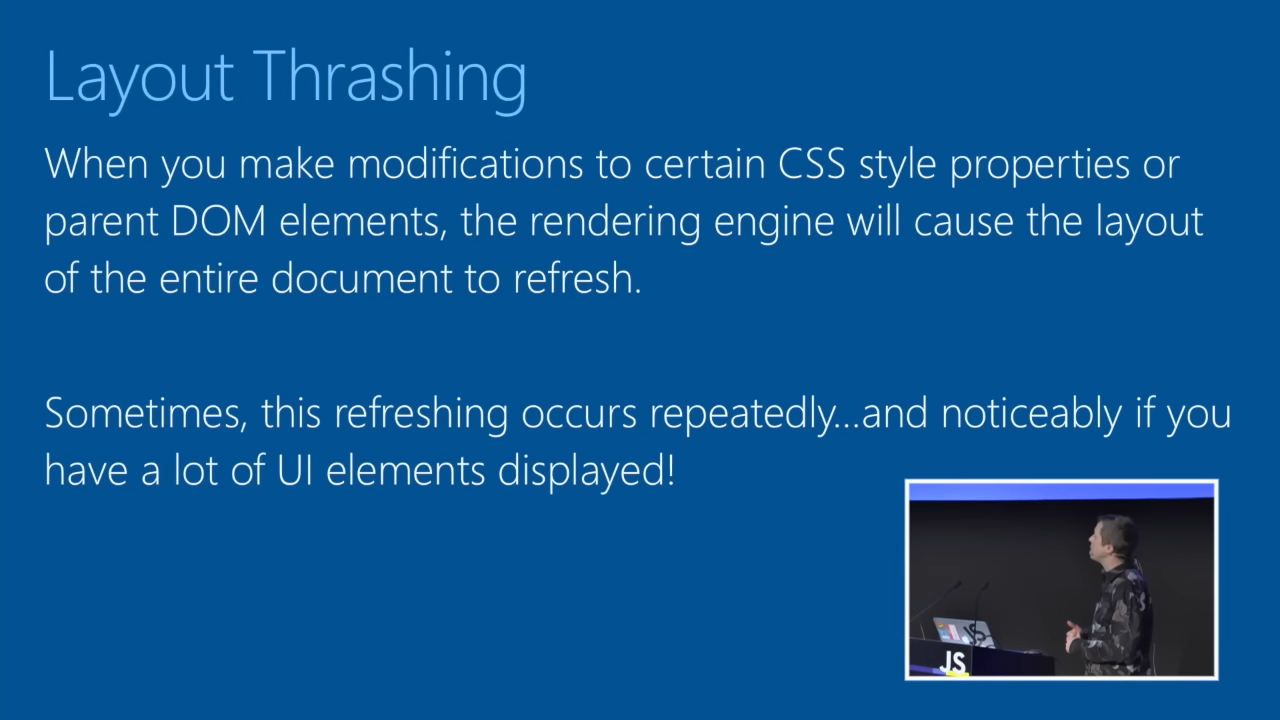 Layout Thrashing
When you make modifications to certain CSS style properties or
parent DOM elements, the rendering engine will cause the layout
of the entire document to refresh.
Sometimes, this refreshing occurs repeatedly...and noticeably if you
have a lot of UI elements displayed!
JS
JS